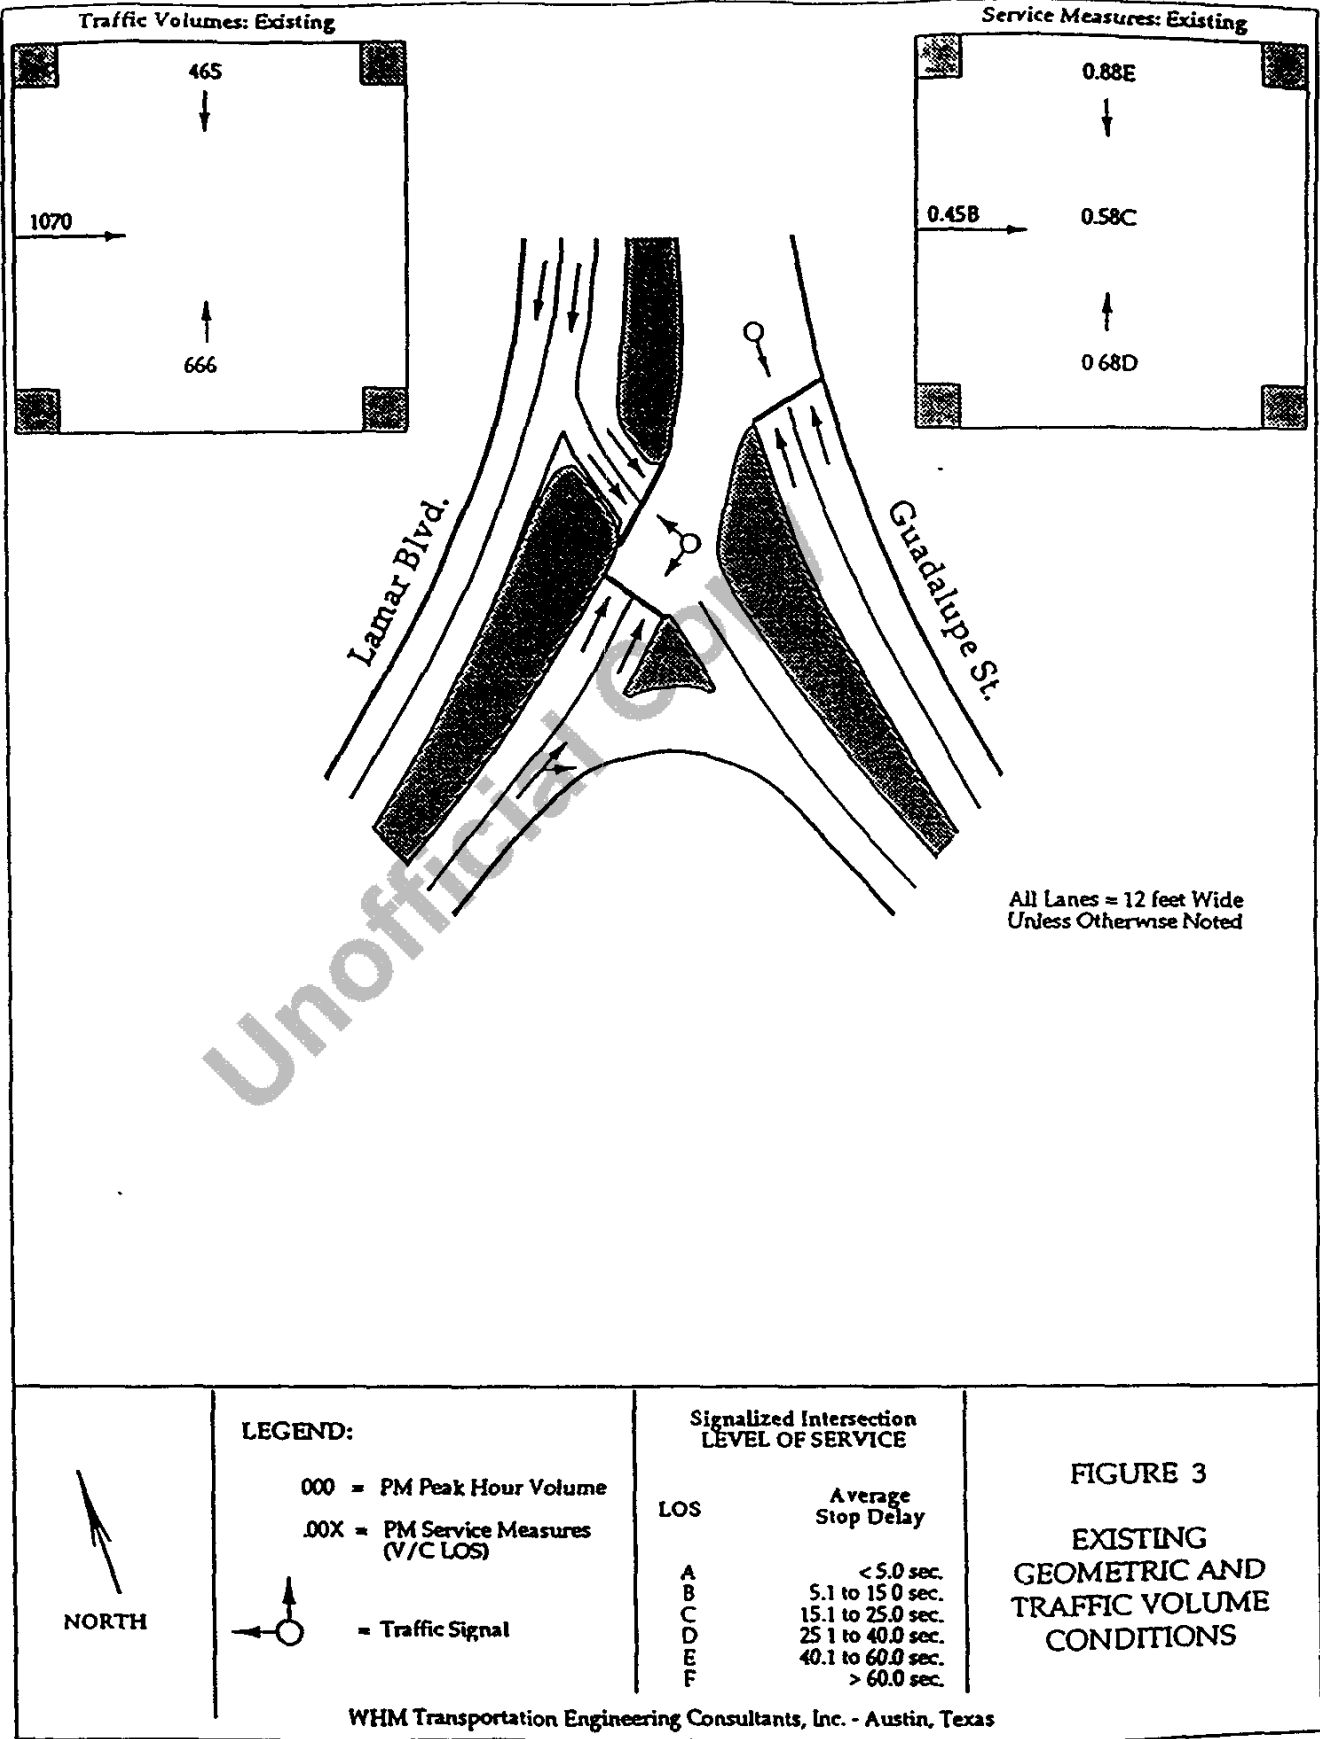 Traffic Volumes: Existing
465
1070
666
Service Measures: Existing
0.88E
0.45B
0.58C
0 68D
Lamar Blvd.
Guadalupe St.
Unofficial Copy
All Lanes = 12 feet Wide
Unless Otherwise Noted
NORTH
LEGEND:
000 = PM Peak Hour Volume
.00X = PM Service Measures
(V/C LOS)
= Traffic Signal
Signalized Intersection
LEVEL OF SERVICE
LOS
Average
Stop Delay
A < 5.0 sec.
B 5.1 to 15 0 sec.
C 15.1 to 25.0 sec.
D 25 1 to 40.0 sec.
E 40.1 to 60.0 sec.
F > 60.0 sec.
FIGURE 3
EXISTING
GEOMETRIC AND
TRAFFIC VOLUME
CONDITIONS
WHM Transportation Engineering Consultants, Inc. - Austin, Texas